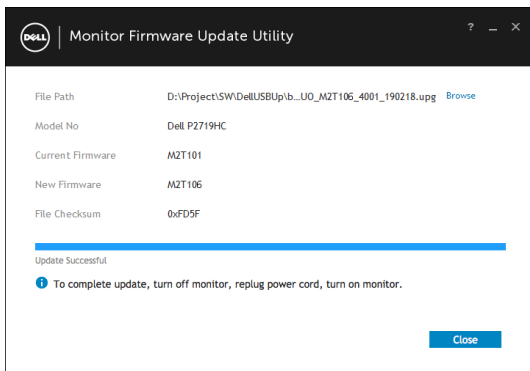 DELL Monitor Firmware Update Utility ? _ ×
File Path D:\Project\SW\DellUSBUp\b...UO_M2T106_4001_190218.upg Browse
Model No Dell P2719HC
Current Firmware M2T101
New Firmware M2T106
File Checksum 0xFD5F
Update Successful
To complete update, turn off monitor, replug power cord, turn on monitor.
Close